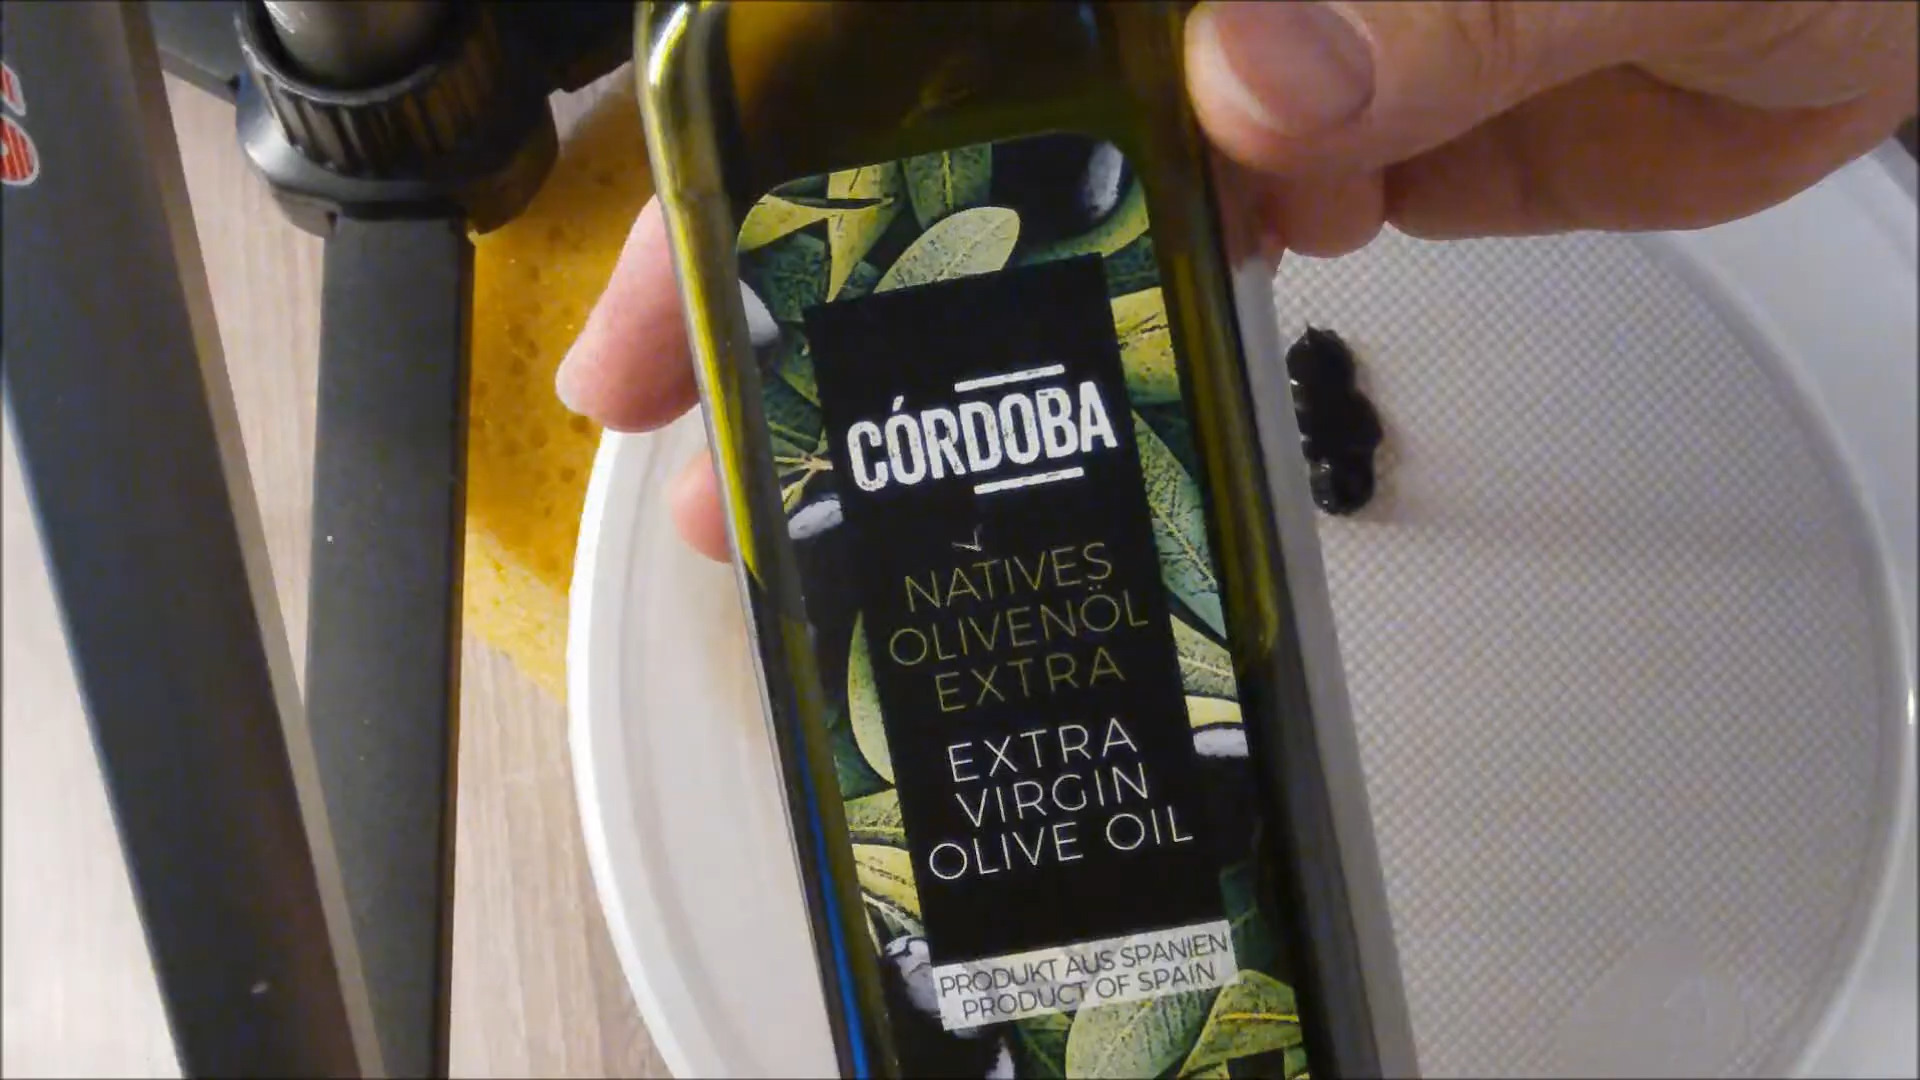 CÓRDOBA
NATIVES
OLIVENÖL
EXTRA
EXTRA
VIRGIN
OLIVE OIL
PRODUKT AUS SPANIEN
PRODUCT OF SPAIN